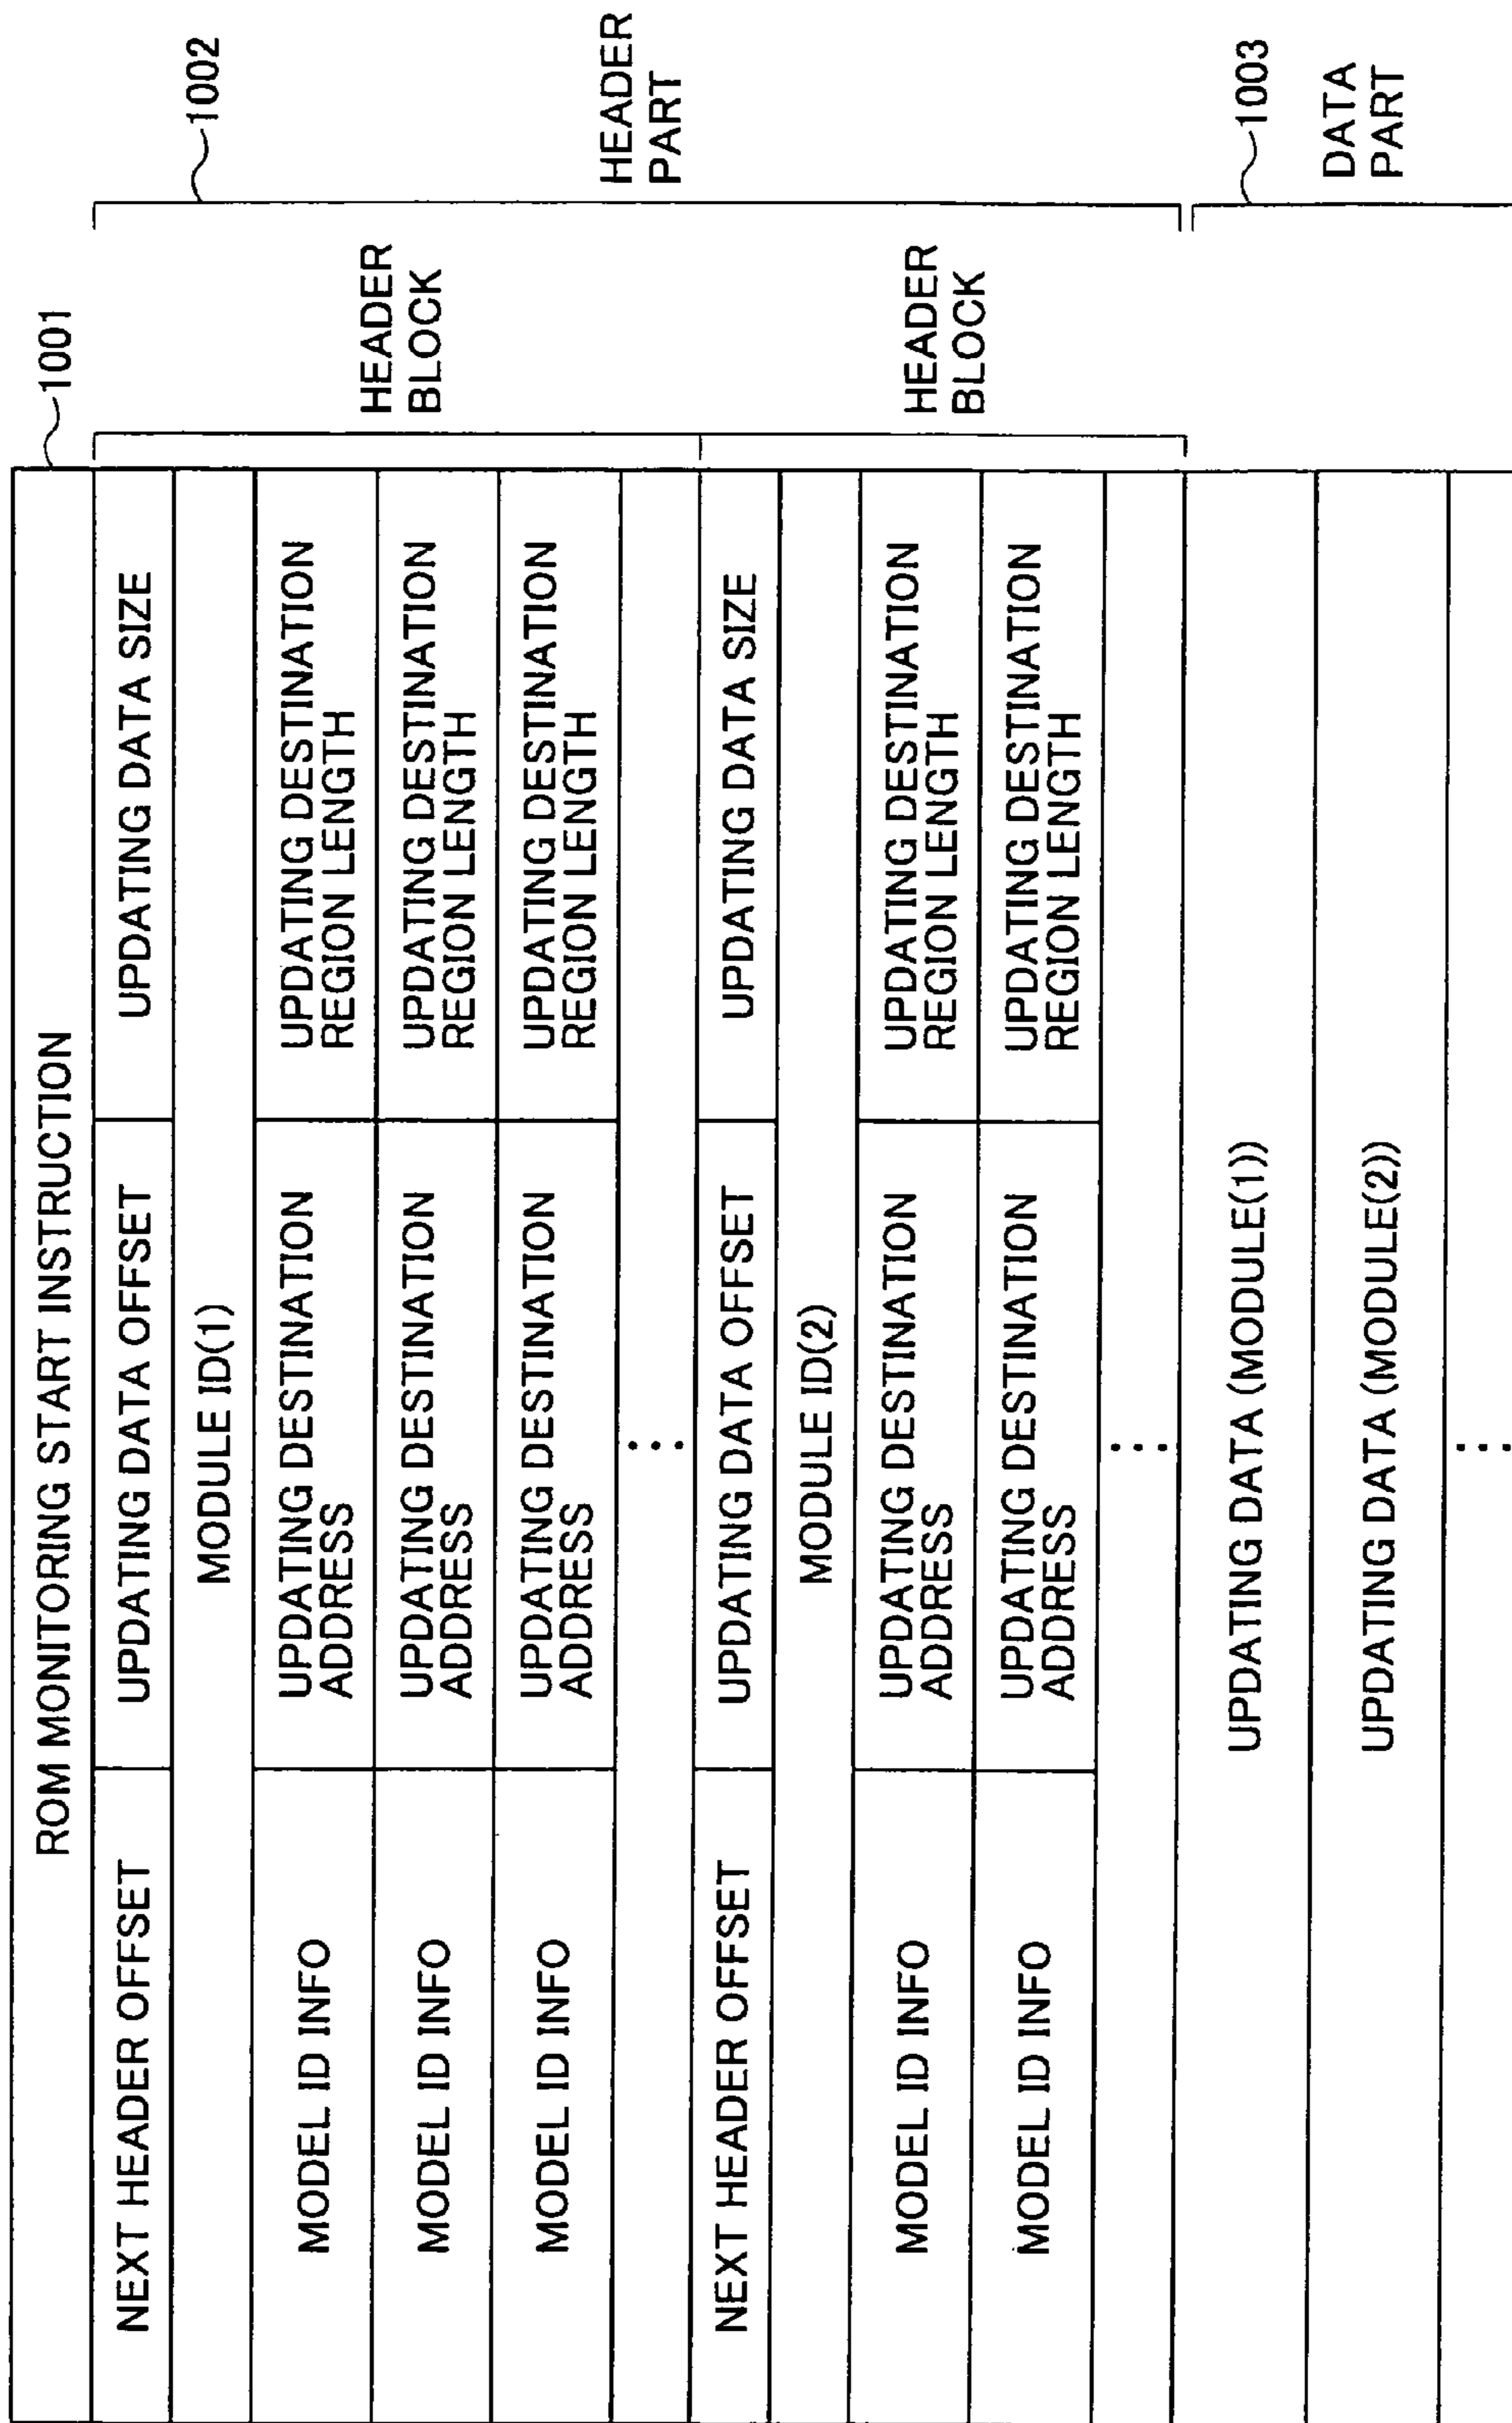 ROM MONITORING START INSTRUCTION
1001
NEXT HEADER OFFSET
UPDATING DATA OFFSET
UPDATING DATA SIZE
MODULE ID(1)
MODEL ID INFO
UPDATING DESTINATION
ADDRESS
UPDATING DESTINATION
REGION LENGTH
MODEL ID INFO
UPDATING DESTINATION
ADDRESS
UPDATING DESTINATION
REGION LENGTH
MODEL ID INFO
UPDATING DESTINATION
ADDRESS
UPDATING DESTINATION
REGION LENGTH
...
HEADER
BLOCK
1002
NEXT HEADER OFFSET
UPDATING DATA OFFSET
UPDATING DATA SIZE
MODULE ID(2)
MODEL ID INFO
UPDATING DESTINATION
ADDRESS
UPDATING DESTINATION
REGION LENGTH
MODEL ID INFO
UPDATING DESTINATION
ADDRESS
UPDATING DESTINATION
REGION LENGTH
...
HEADER
BLOCK
HEADER
PART
UPDATING DATA (MODULE(1))
UPDATING DATA (MODULE(2))
...
1003
DATA
PART